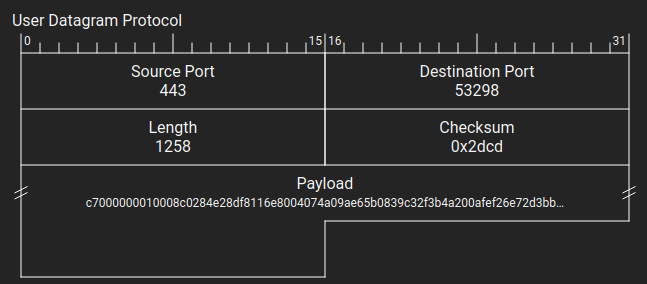 User Datagram Protocol
0 15 16 31
Source Port Destination Port
443 53298
Length Checksum
1258 0x2dcd
Payload
c7000000010008c0284e28df8116e8004074a09ae65b0839c32f3b4a200afef26e72d3bb…